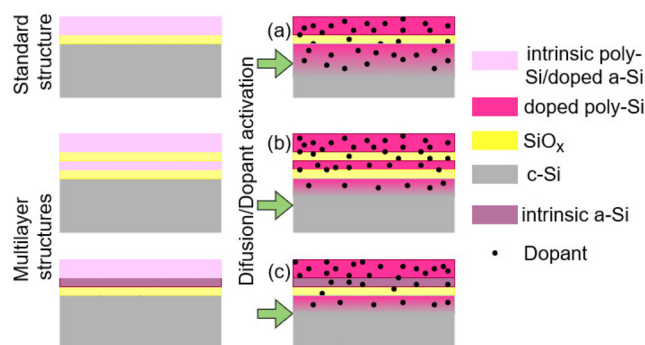 Standard
structure
Multilayer
structures
Difusion/Dopant activation
(a)
(b)
(c)
intrinsic poly-
Si/doped a-Si
doped poly-Si
SiOx
c-Si
intrinsic a-Si
Dopant